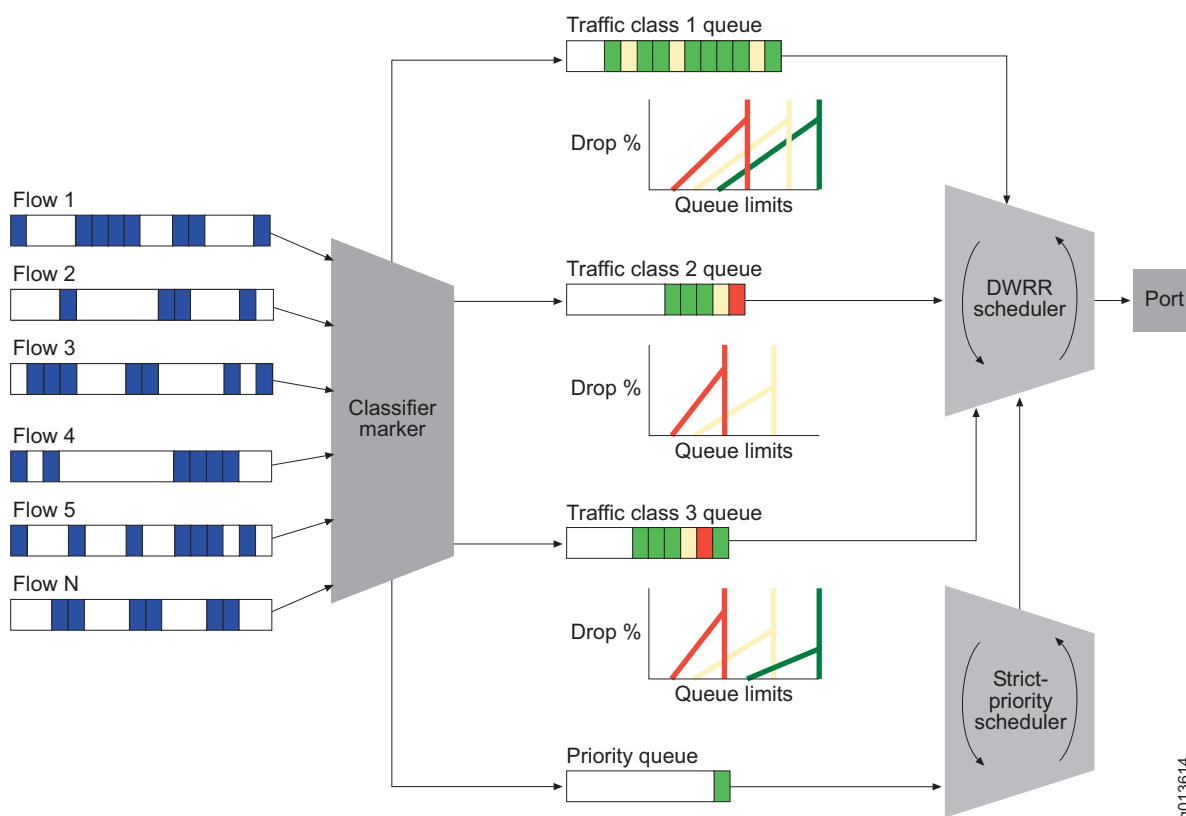 Traffic class 1 queue
Drop %
Queue limits
Flow 1
Flow 2
Flow 3
Flow 4
Flow 5
Flow N
Classifier
marker
Traffic class 2 queue
Drop %
Queue limits
Traffic class 3 queue
Drop %
Queue limits
Priority queue
DWRR
scheduler
Port
Strict-
priority
scheduler
g013614